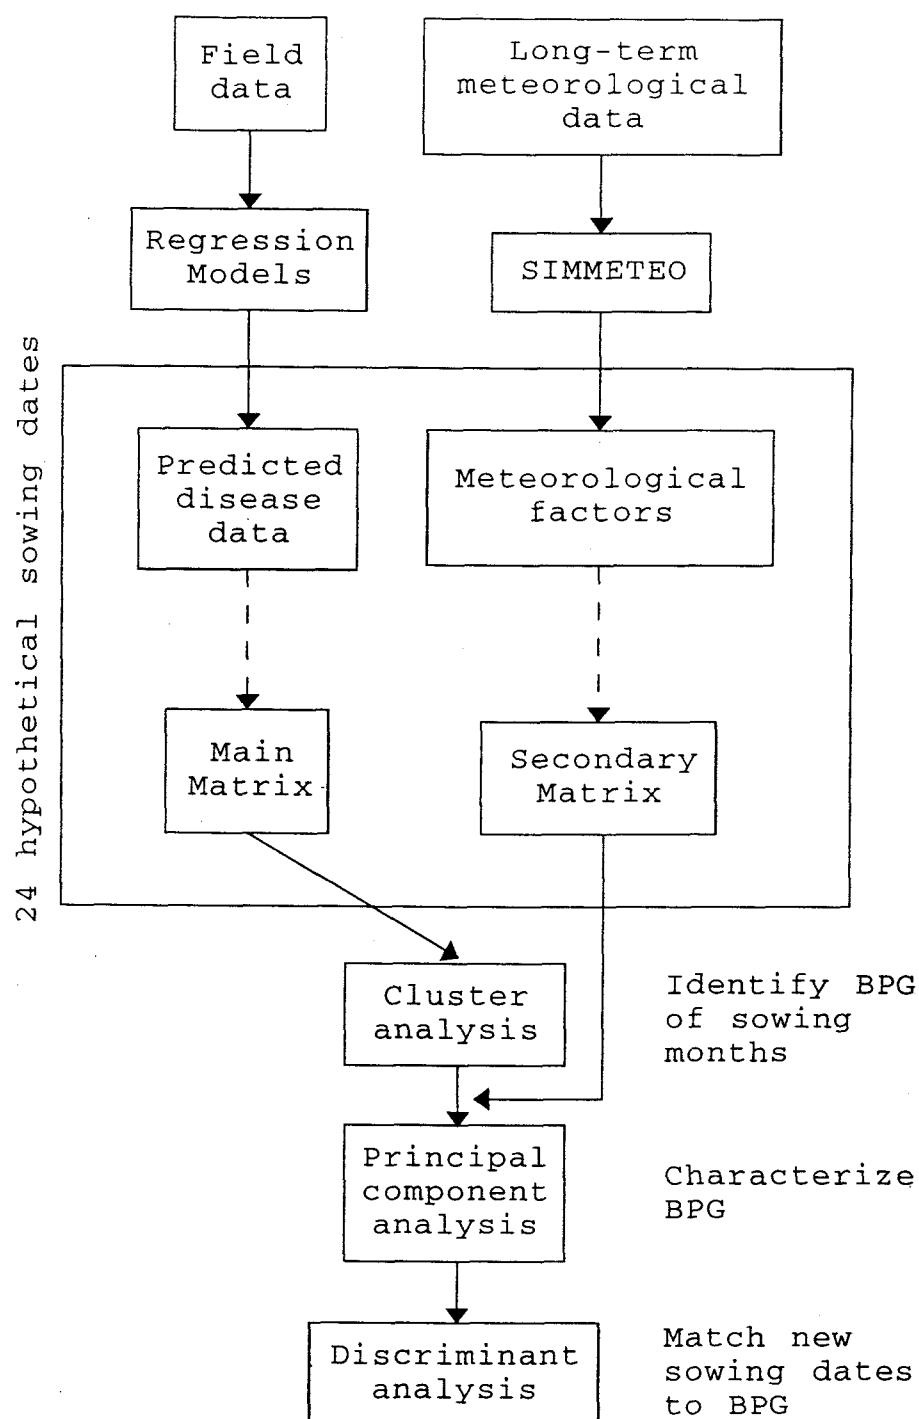 Field
data
Long-term
meteorological
data
Regression
Models
SIMMETEO
24 hypothetical sowing dates
Predicted
disease
data
Meteorological
factors
Main
Matrix
Secondary
Matrix
Cluster
analysis
Identify BPG
of sowing
months
Principal
component
analysis
Characterize
BPG
Discriminant
analysis
Match new
sowing dates
to BPG